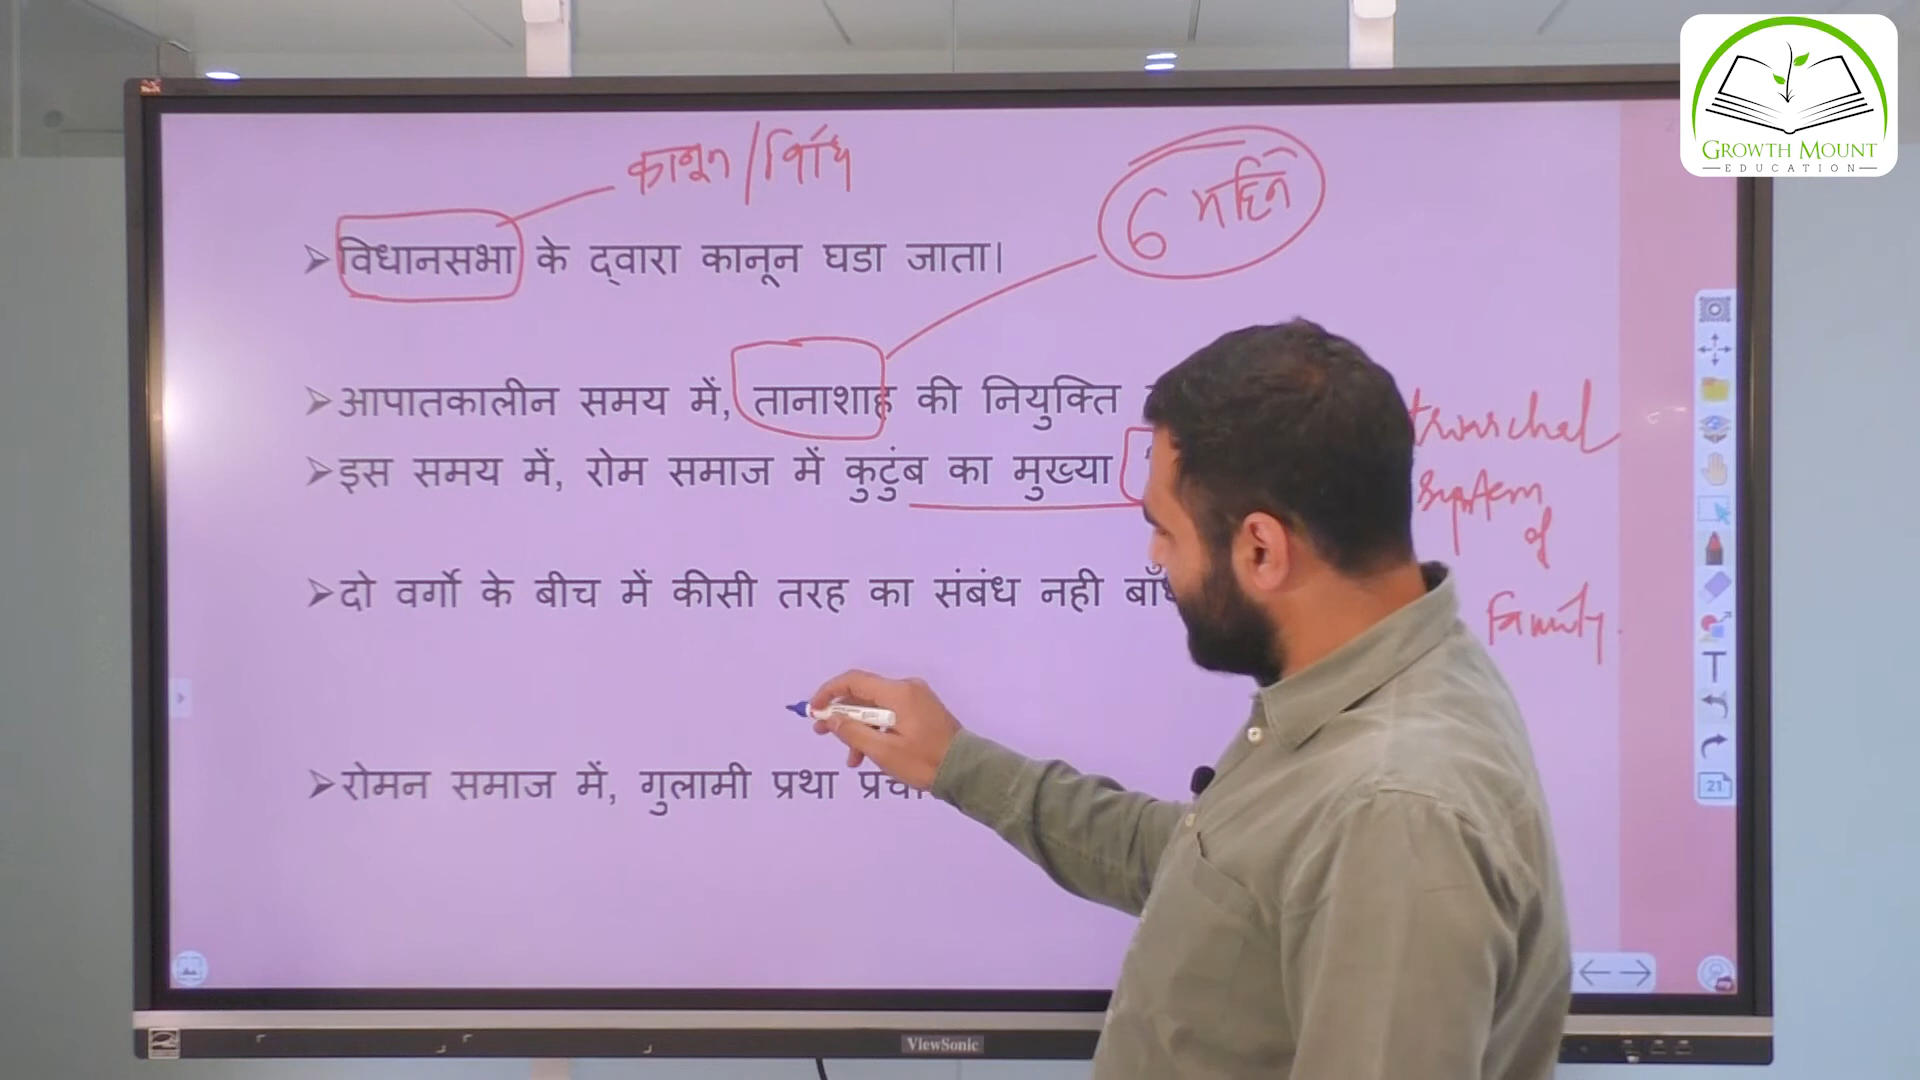 GROWTH MOUNT
EDUCATION
कानून / विधि
6 महिने
विधानसभा के द्वारा कानून घडा जाता।
आपातकालीन समय में, तानाशाह की नियुक्ति
इस समय में, रोम समाज में कुटुंब का मुख्या
system
of
Family.
दो वर्गो के बीच में कीसी तरह का संबंध नही
रोमन समाज में, गुलामी प्रथा
21
ViewSonic